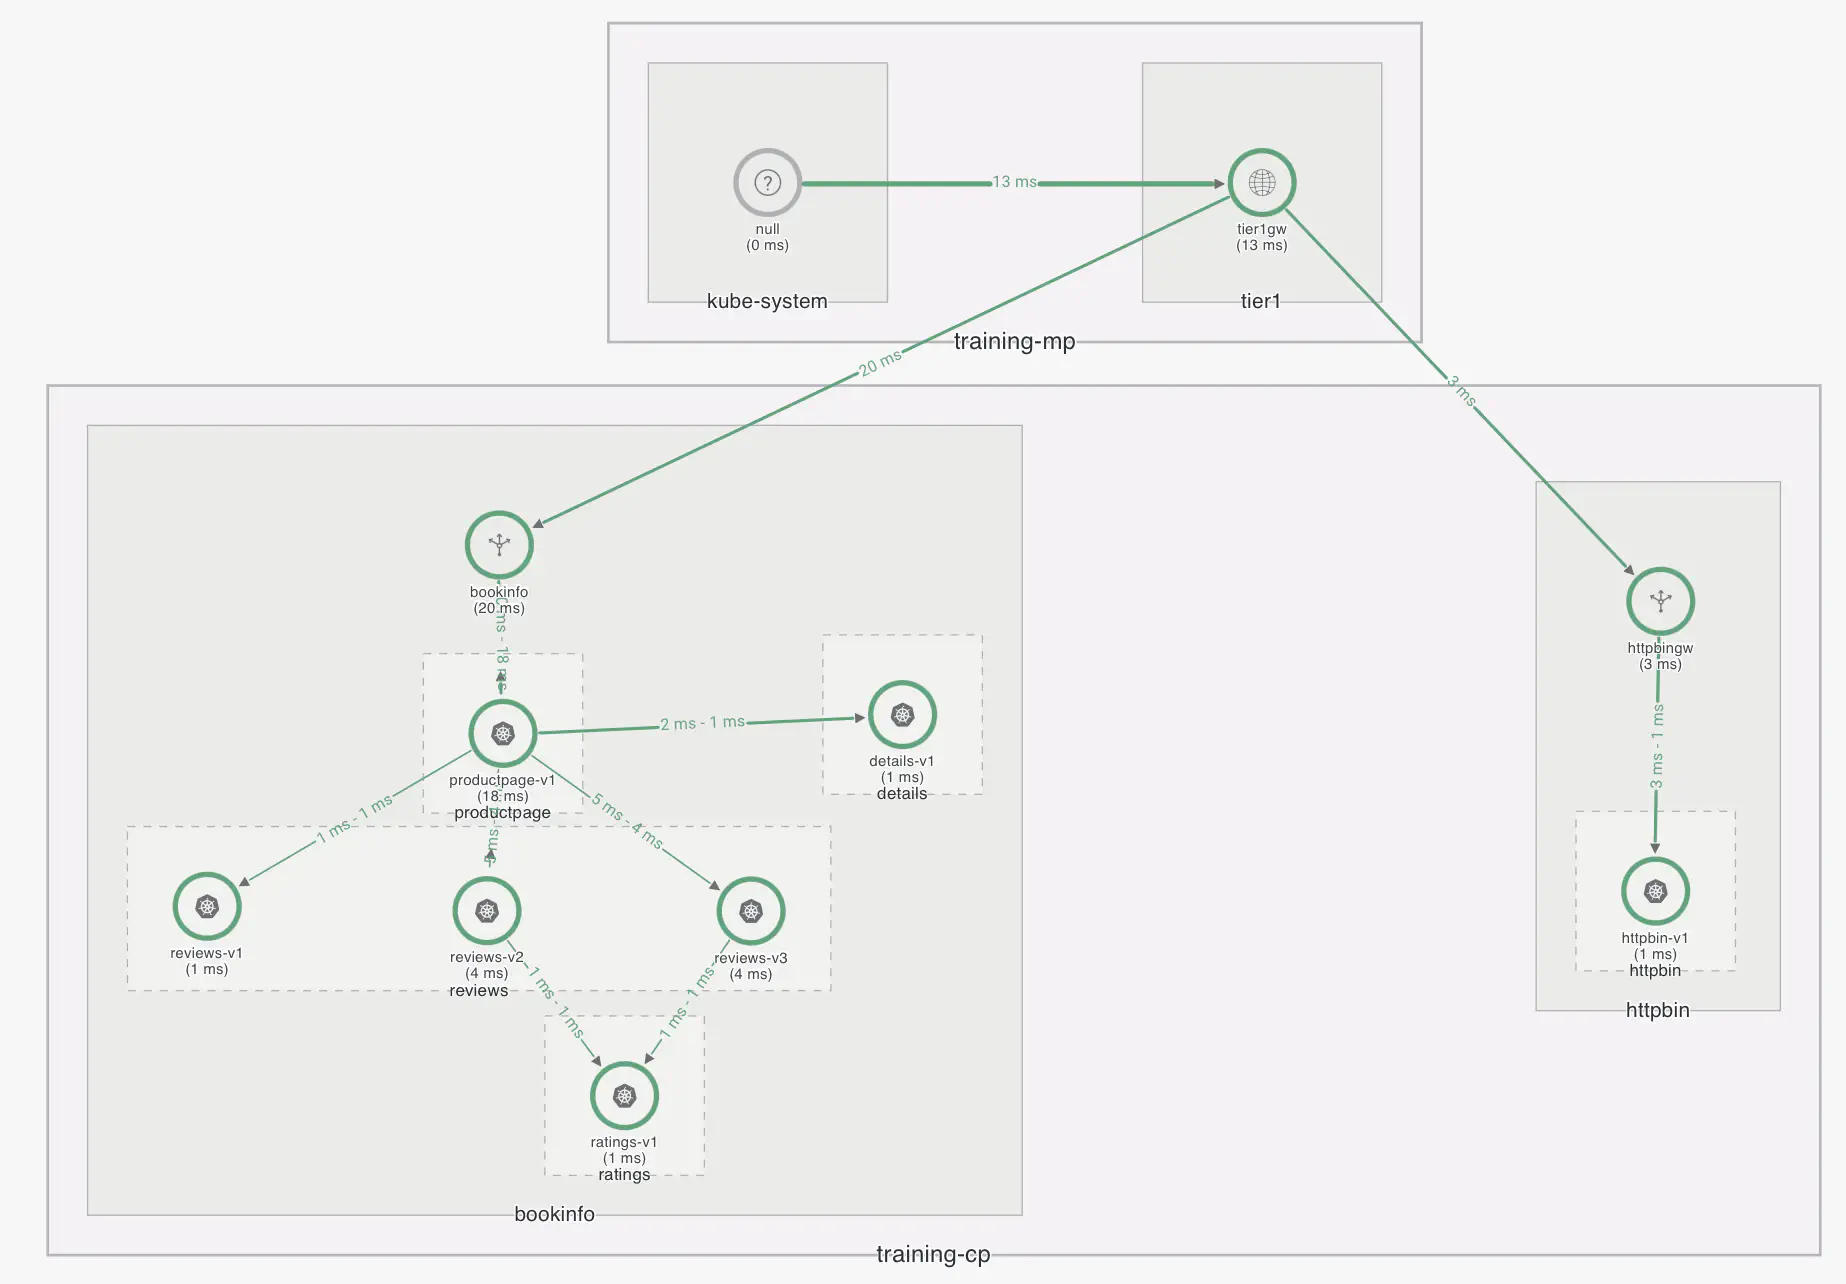 13 ms
null
(0 ms)
tier1gw
(13 ms)
kube-system
tier1
training-mp
20 ms
3 ms
bookinfo
(20 ms)
ms - 18 ms
httpbingw
(3 ms)
productpage-v1
(18 ms)
productpage
2 ms - 1 ms
details-v1
(1 ms)
details
3 ms - 1 ms
1 ms - 1 ms
5 ms - 4 ms
reviews-v1
(1 ms)
reviews-v2
(4 ms)
reviews
reviews-v3
(4 ms)
httpbin-v1
(1 ms)
httpbin
httpbin
1 ms - 1 ms
1 ms - 1 ms
ratings-v1
(1 ms)
ratings
bookinfo
training-cp